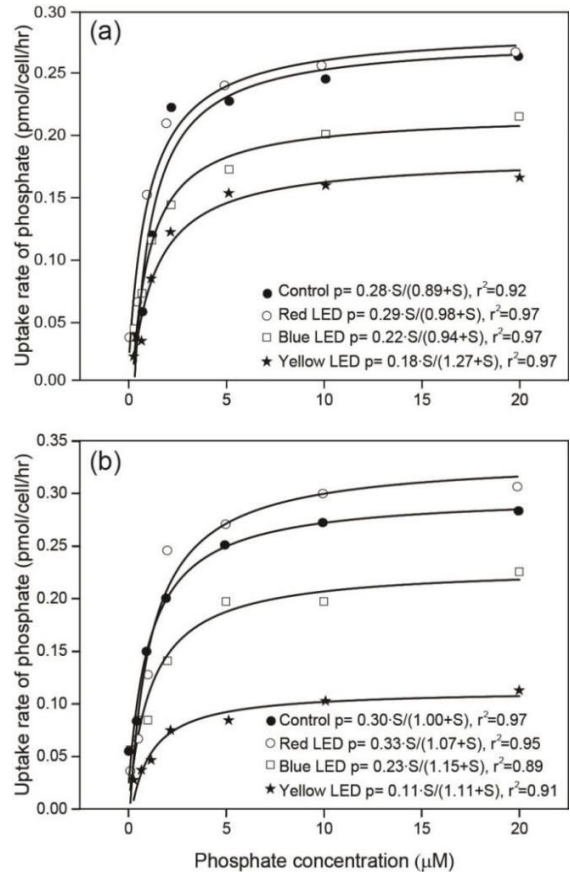 (a)
Uptake rate of phosphate (pmol/cell/hr)
0.30
0.25
0.20
0.15
0.10
0.05
0.00
● Control p= 0.28·S/(0.89+S), r²=0.92
○ Red LED p= 0.29·S/(0.98+S), r²=0.97
□ Blue LED p= 0.22·S/(0.94+S), r²=0.97
★ Yellow LED p= 0.18·S/(1.27+S), r²=0.97
0 5 10 15 20
(b)
Uptake rate of phosphate (pmol/cell/hr)
0.35
0.30
0.25
0.20
0.15
0.10
0.05
0.00
● Control p= 0.30·S/(1.00+S), r²=0.97
○ Red LED p= 0.33·S/(1.07+S), r²=0.95
□ Blue LED p= 0.23·S/(1.15+S), r²=0.89
★ Yellow LED p= 0.11·S/(1.11+S), r²=0.91
0 5 10 15 20
Phosphate concentration (μM)